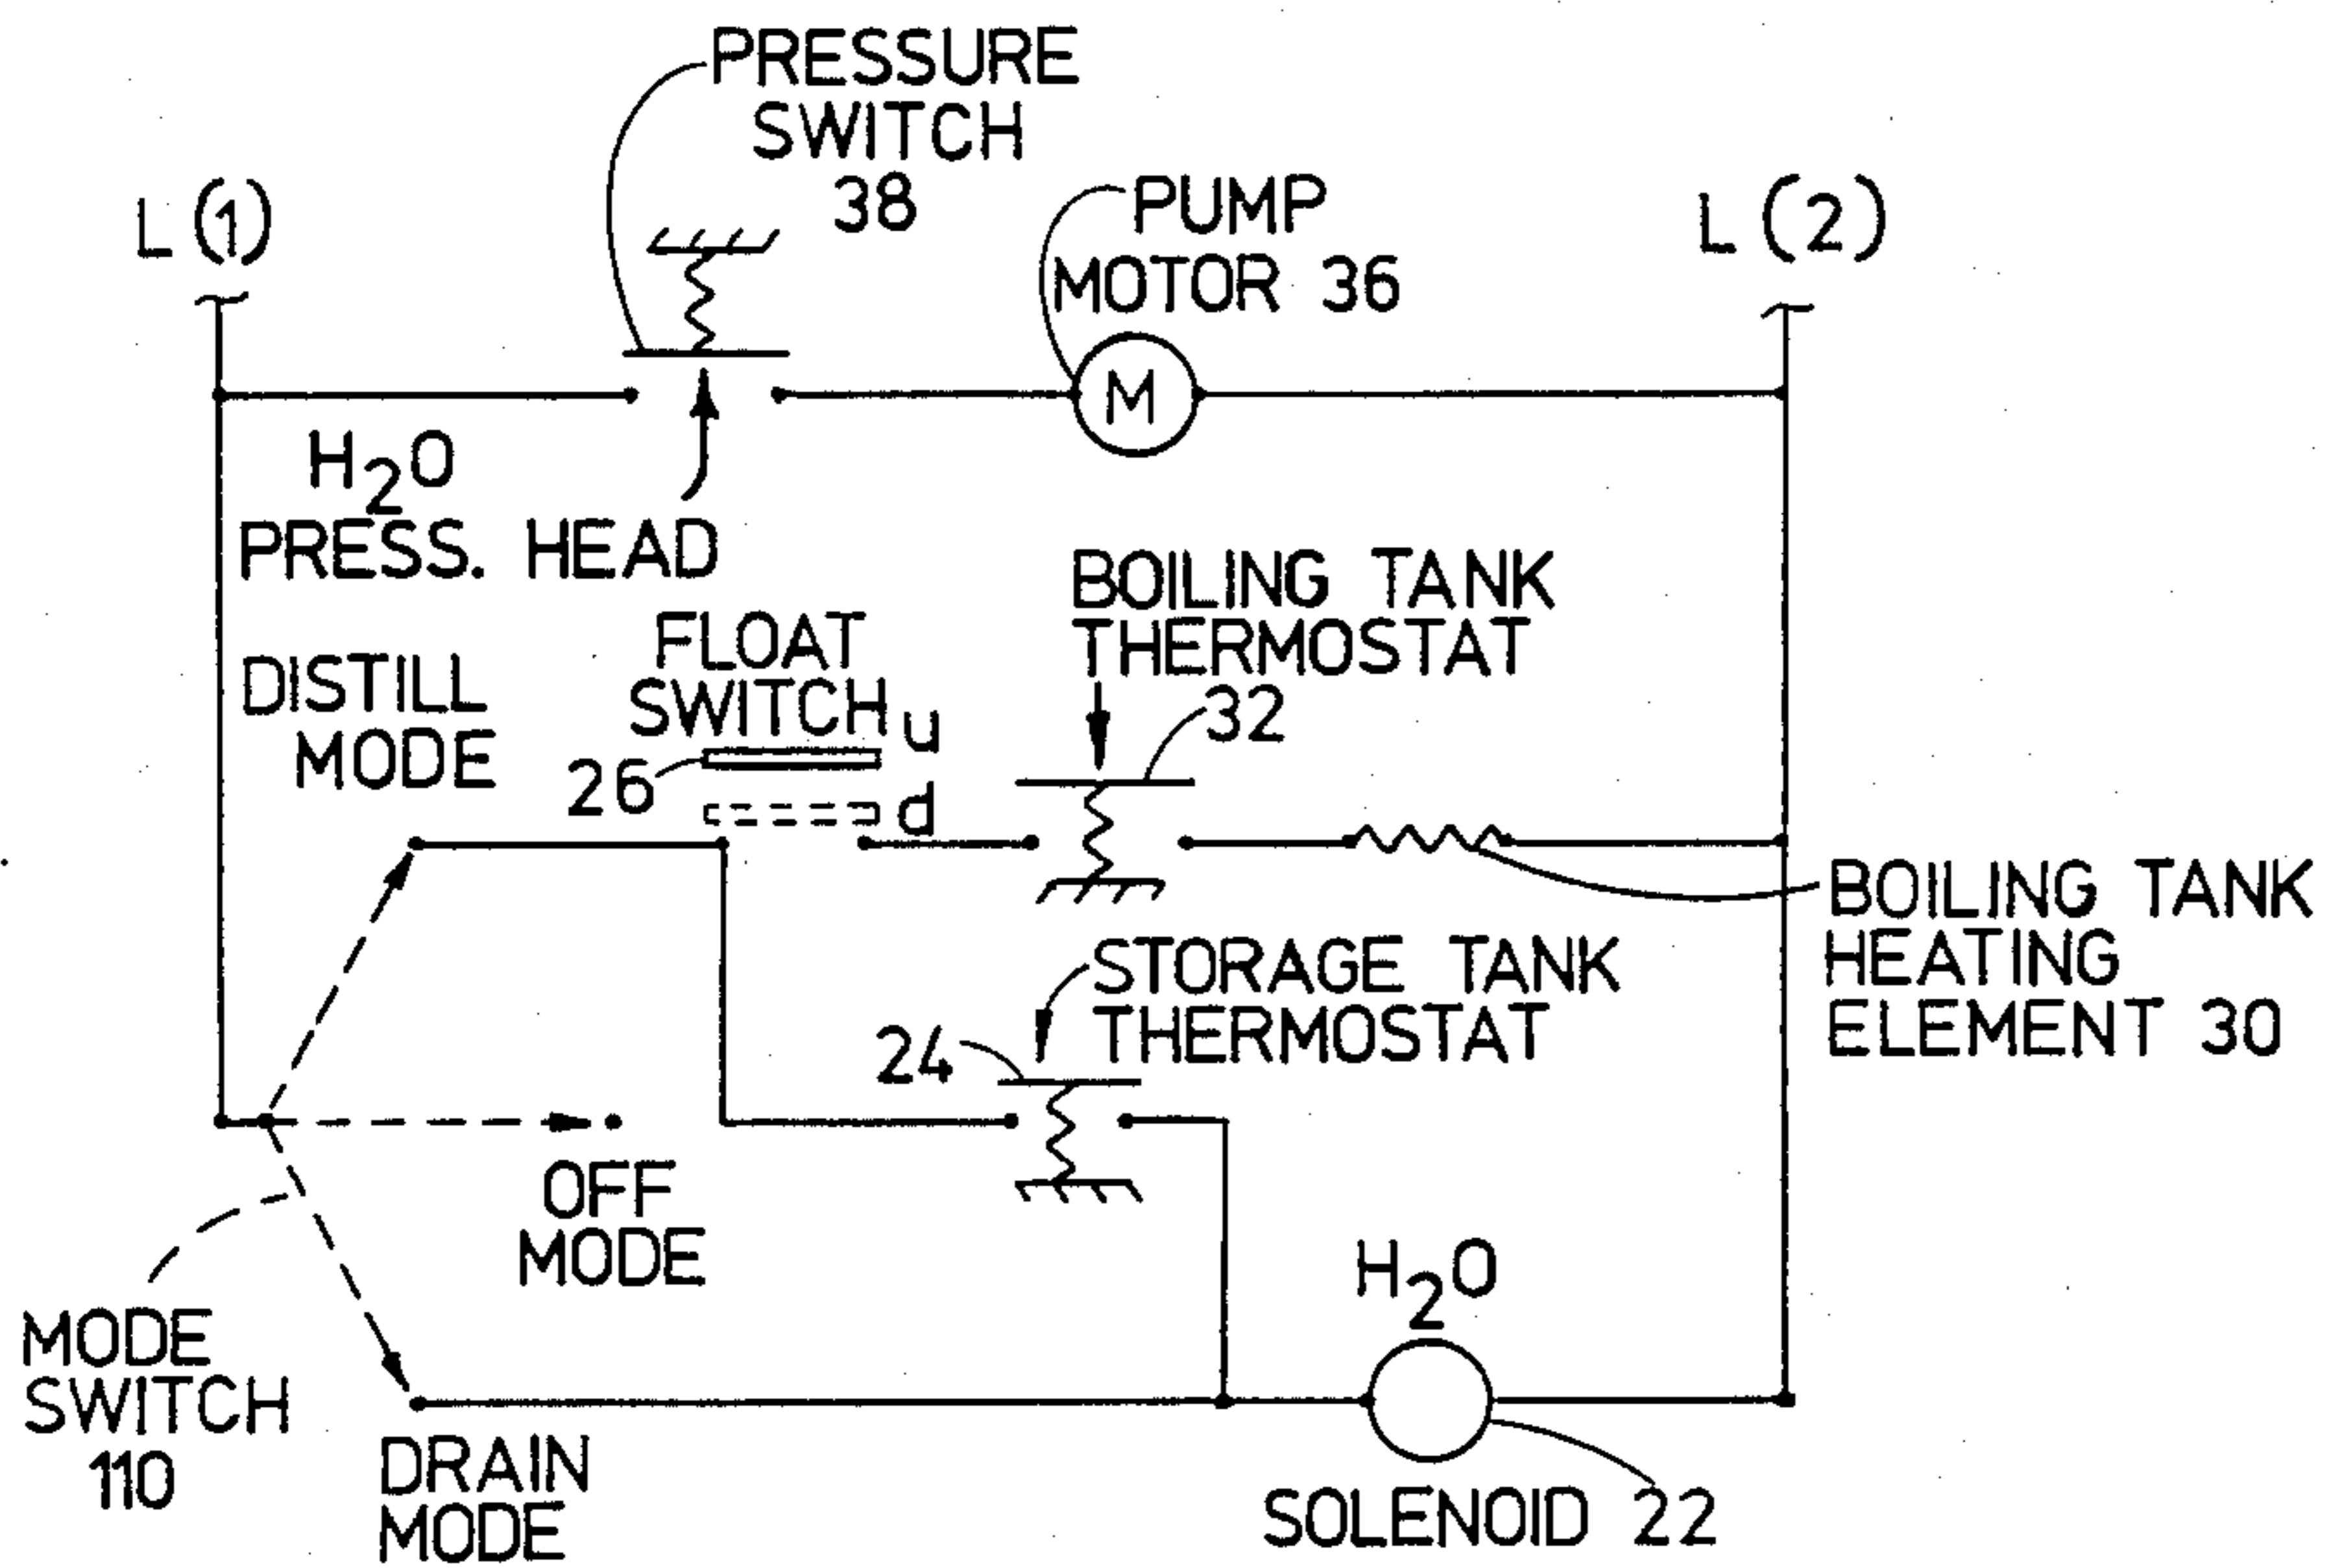 PRESSURE
SWITCH
38
L (1)
PUMP
MOTOR 36
L (2)
M
H2O
PRESS. HEAD
BOILING TANK
THERMOSTAT
32
FLOAT
SWITCH
u
d
26
DISTILL
MODE
BOILING TANK
HEATING
ELEMENT 30
STORAGE TANK
THERMOSTAT
24
OFF
MODE
H2O
MODE
SWITCH
110
DRAIN
MODE
SOLENOID 22